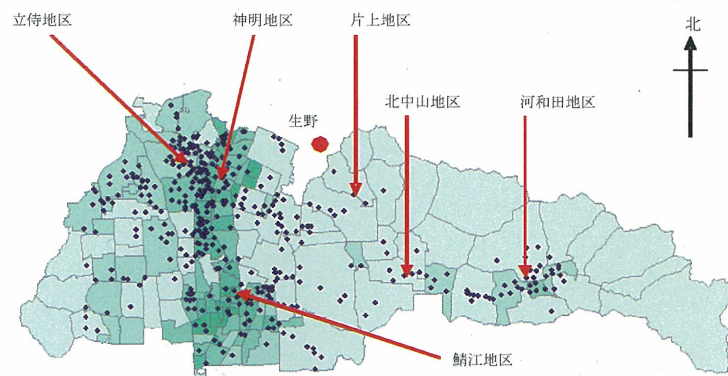 立侍地区
神明地区
片上地区
北
北中山地区
河和田地区
生野
鯖江地区